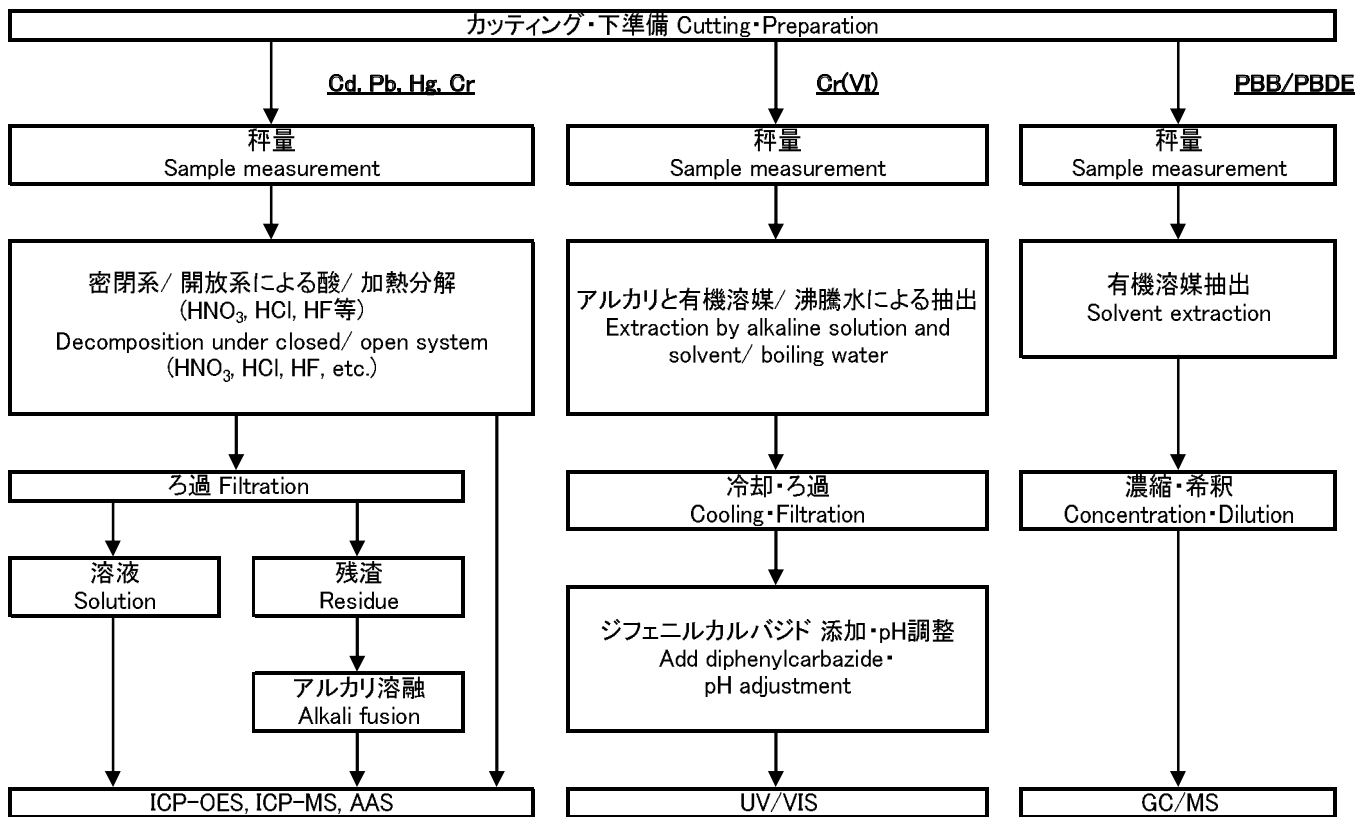 カッティング・下準備 Cutting・Preparation
Cd, Pb, Hg, Cr
Cr(VI)
PBB/PBDE
秤量
Sample measurement
秤量
Sample measurement
秤量
Sample measurement
密閉系/ 開放系による酸/ 加熱分解
(HNO₃, HCl, HF等)
Decomposition under closed/ open system
(HNO₃, HCl, HF, etc.)
アルカリと有機溶媒/ 沸騰水による抽出
Extraction by alkaline solution and
solvent/ boiling water
有機溶媒抽出
Solvent extraction
ろ過 Filtration
冷却・ろ過
Cooling・Filtration
濃縮・希釈
Concentration・Dilution
溶液
Solution
残渣
Residue
ジフェニルカルバジド 添加・pH調整
Add diphenylcarbazide・
pH adjustment
アルカリ溶融
Alkali fusion
ICP-OES, ICP-MS, AAS
UV/VIS
GC/MS